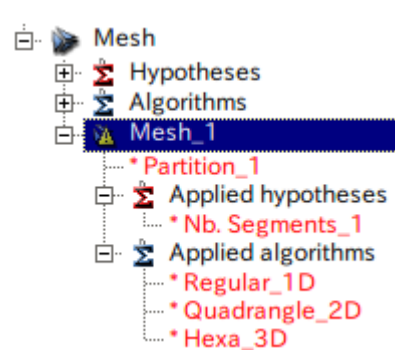 Mesh
Hypotheses
Algorithms
Mesh_1
* Partition_1
Applied hypotheses
* Nb. Segments_1
Applied algorithms
* Regular_1D
* Quadrangle_2D
* Hexa_3D